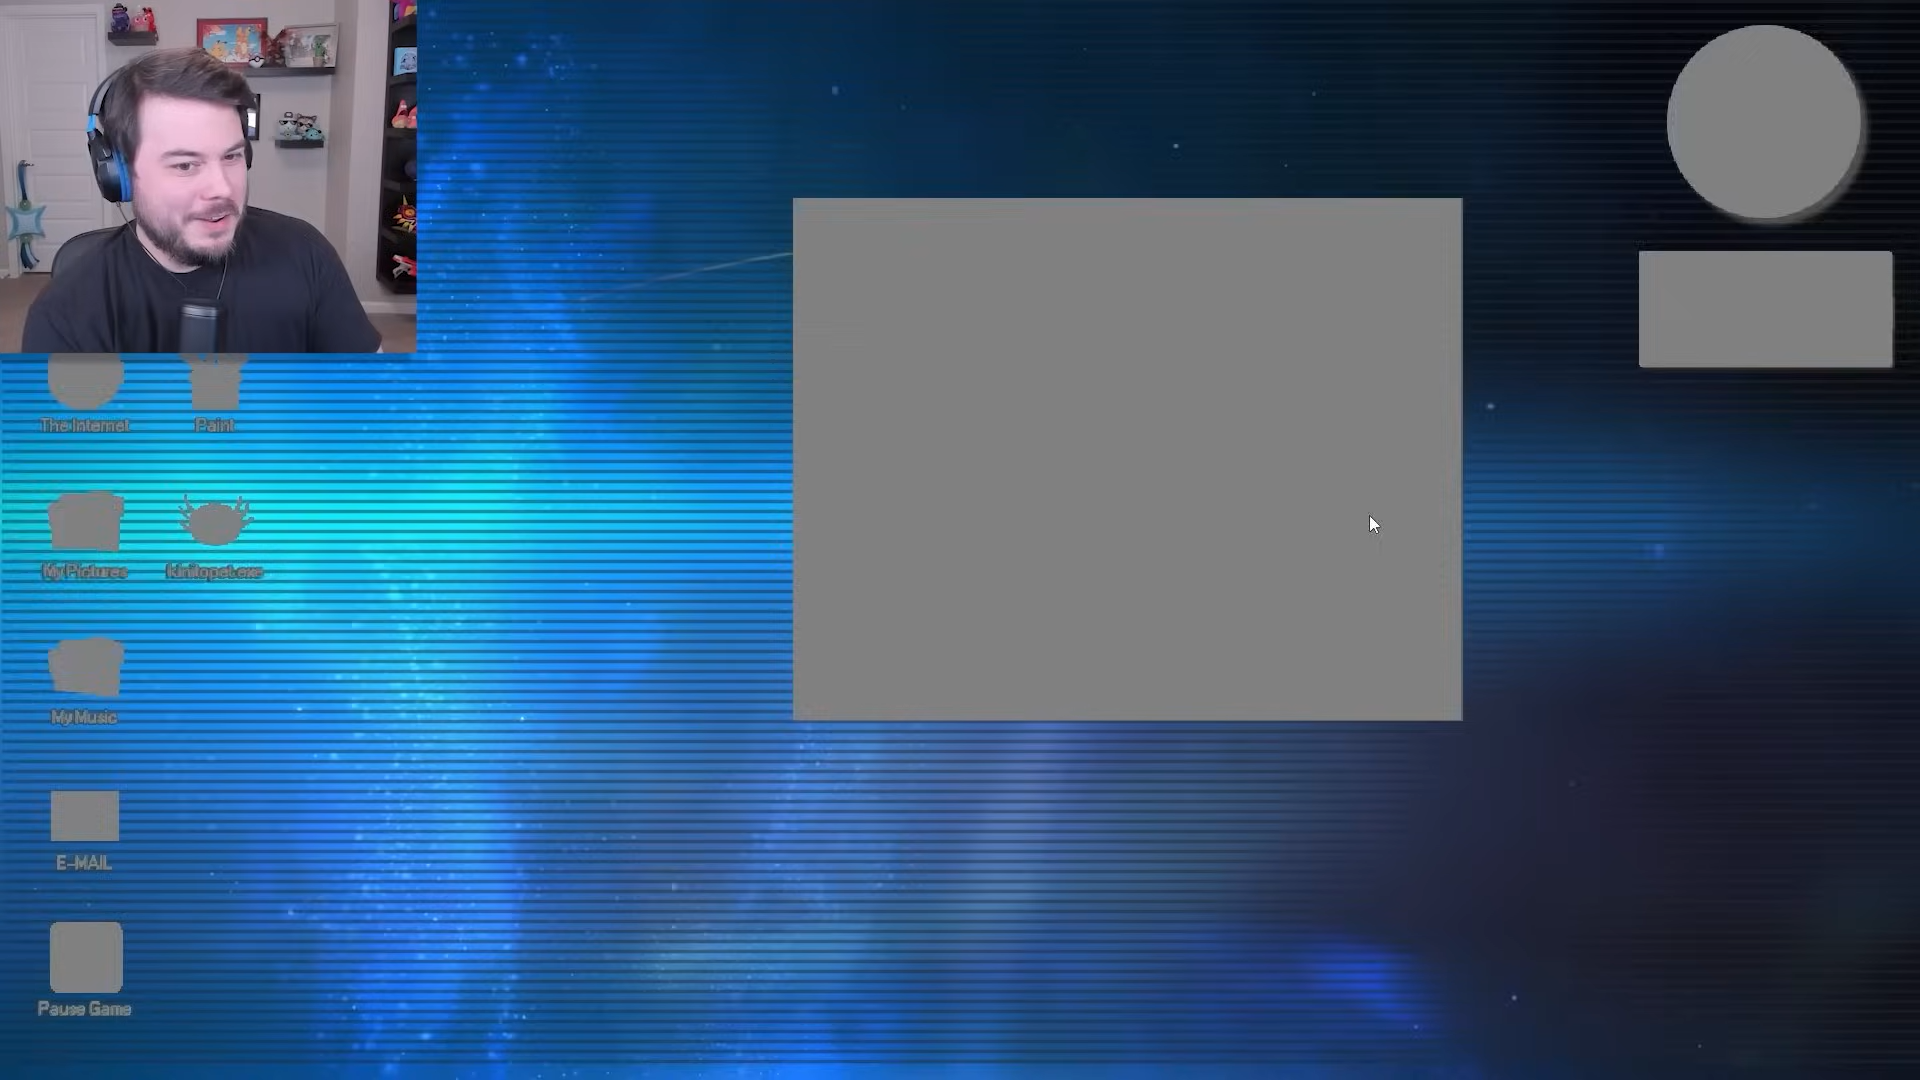 The Internet
Paint
My Pictures
kinitopet.exe
My Music
E-MAIL
Pause Game